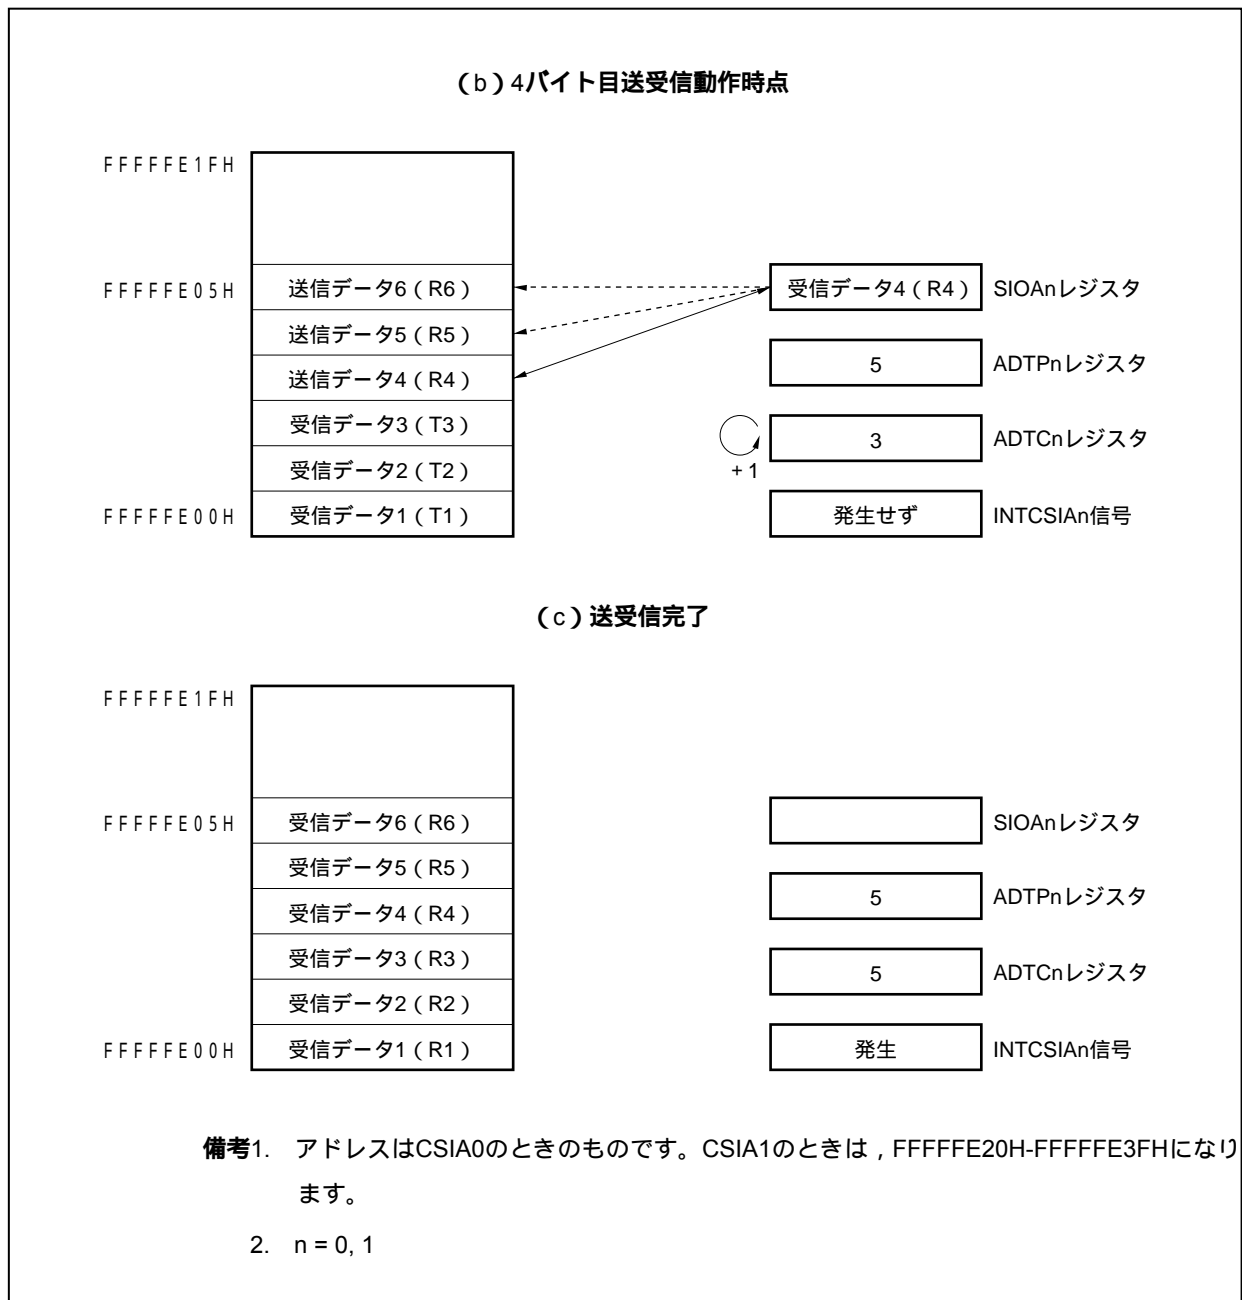 (b) 4バイト目送受信動作時点
FFFFFE1FH
FFFFFE05H 送信データ6（R6） 受信データ4（R4） SIOAnレジスタ
送信データ5（R5）
送信データ4（R4） 5 ADTPnレジスタ
受信データ3（T3） 3 ADTCnレジスタ
受信データ2（T2） +1
FFFFFE00H 受信データ1（T1） 発生せず INTCSIAn信号
(c) 送受信完了
FFFFFE1FH
FFFFFE05H 受信データ6（R6） SIOAnレジスタ
受信データ5（R5） 5 ADTPnレジスタ
受信データ4（R4）
受信データ3（R3） 5 ADTCnレジスタ
受信データ2（R2）
FFFFFE00H 受信データ1（R1） 発生 INTCSIAn信号
備考1. アドレスはCSIA0のときのものです。CSIA1のときは，FFFFFE20H-FFFFFE3FHになり
ます。
2. n = 0, 1